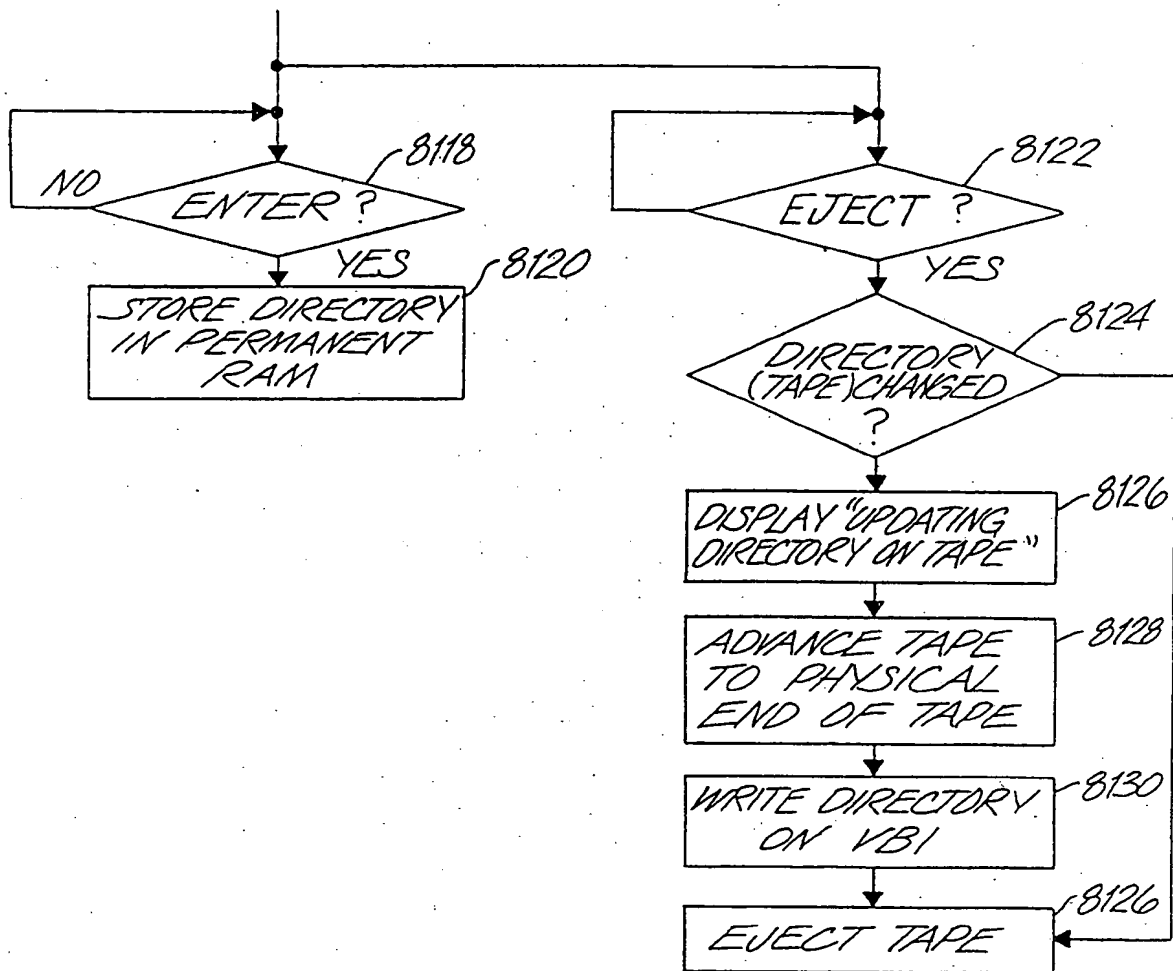 8118
NO
ENTER ?
YES
8120
STORE DIRECTORY
IN PERMANENT
RAM
8122
EJECT ?
YES
8124
DIRECTORY
(TAPE) CHANGED
?
8126
DISPLAY "UPDATING
DIRECTORY ON TAPE"
8128
ADVANCE TAPE
TO PHYSICAL
END OF TAPE
8130
WRITE DIRECTORY
ON VBI
8126
EJECT TAPE